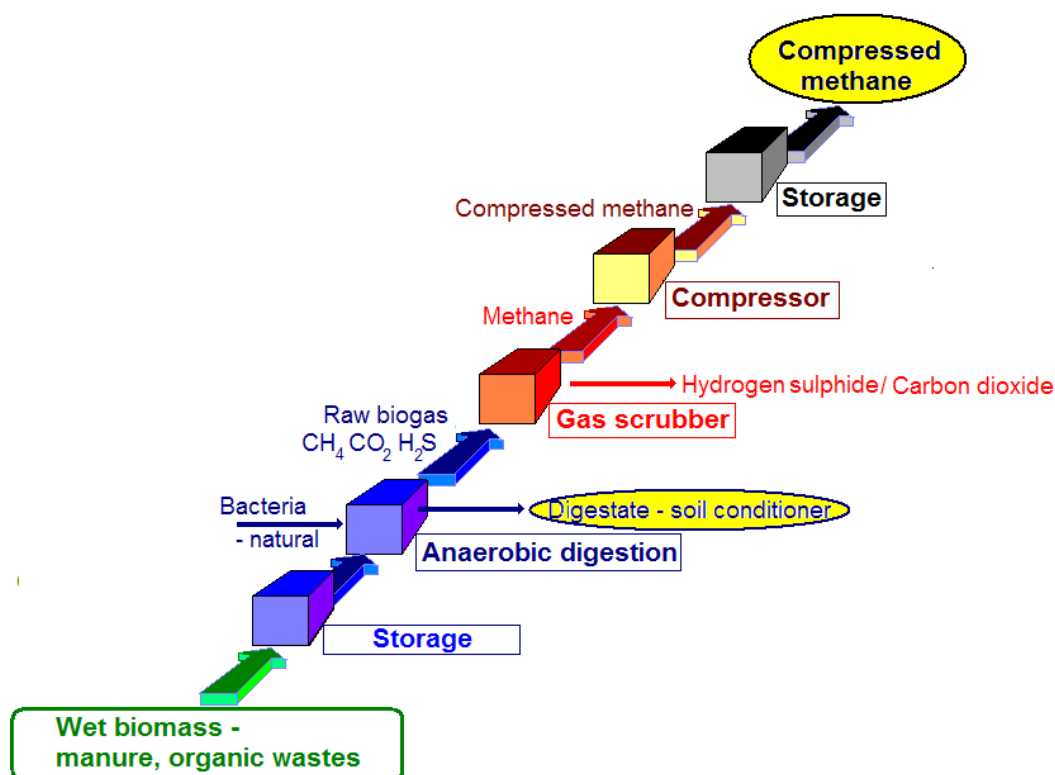 Compressed
methane
Storage
Compressed methane
Compressor
Methane
Hydrogen sulphide/ Carbon dioxide
Gas scrubber
Raw biogas
CH₄ CO₂ H₂S
Bacteria
- natural
Digestate - soil conditioner
Anaerobic digestion
Storage
Wet biomass -
manure, organic wastes